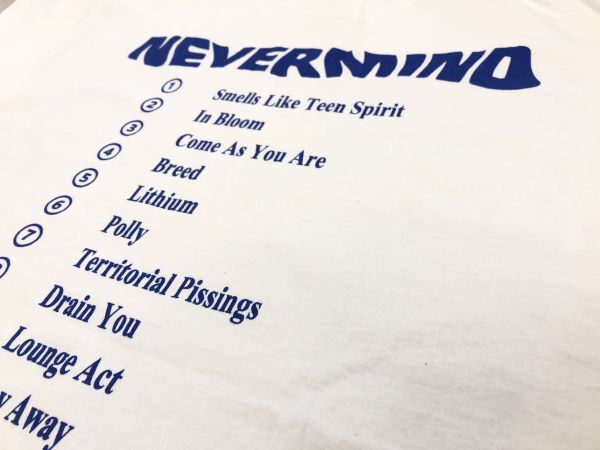 NEVERMIND
① Smells Like Teen Spirit
② In Bloom
③ Come As You Are
④ Breed
⑤ Lithium
⑥ Polly
⑦ Territorial Pissings
Drain You
Lounge Act
y Away